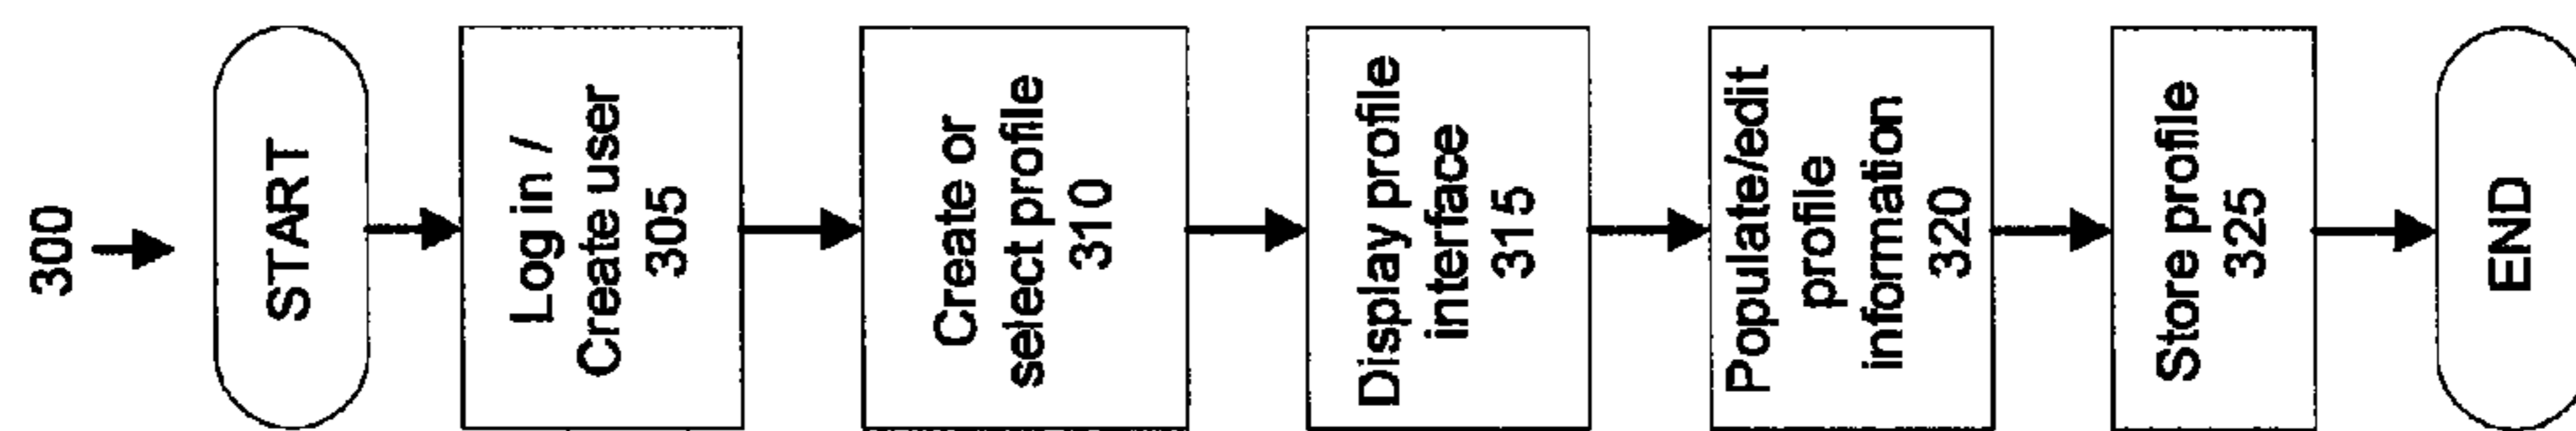 300
START
Log in /
Create user
305
Create or
select profile
310
Display profile
interface
315
Populate/edit
profile
information
320
Store profile
325
END